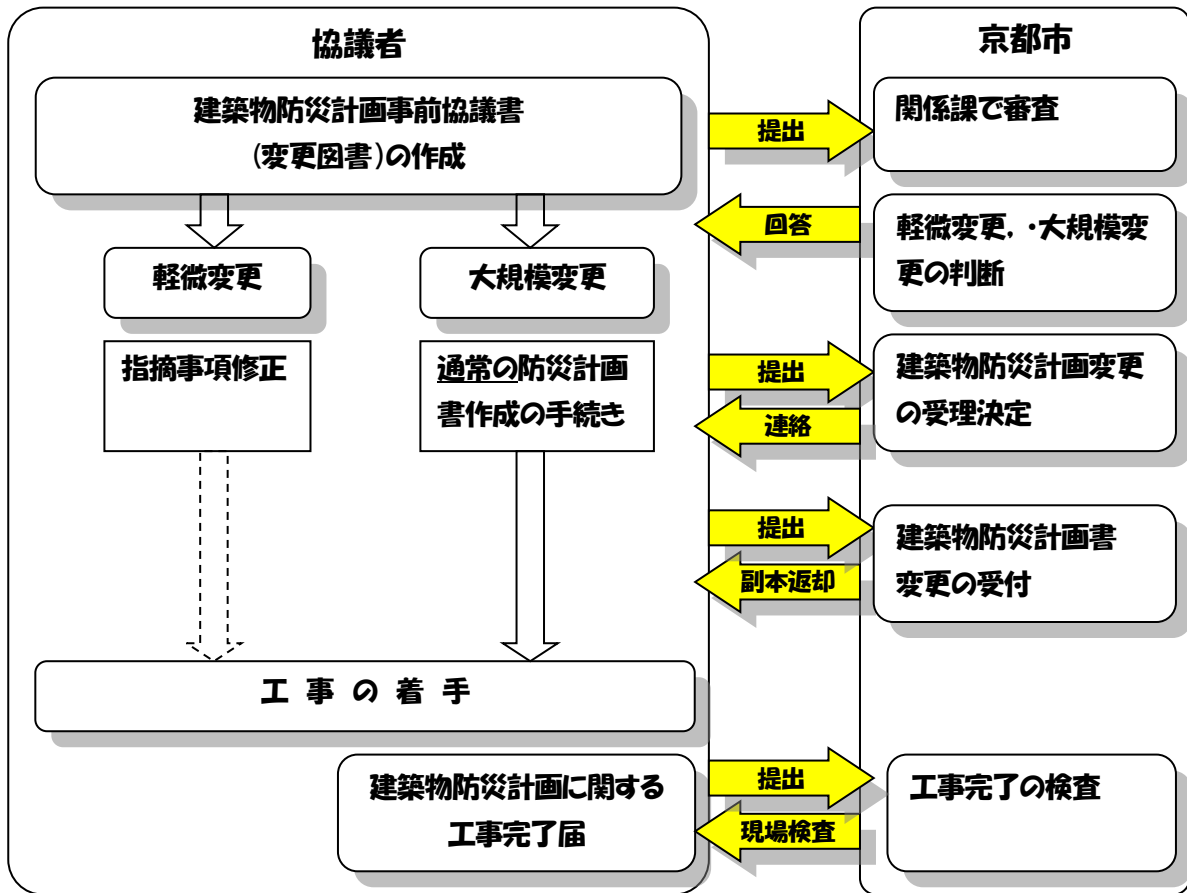 協議者
京都市
建築物防災計画事前協議書
(変更図書)の作成
提出
関係課で審査
回答
軽微変更，・大規模変
更の判断
軽微変更
大規模変更
指摘事項修正
通常の防災計画
書作成の手続き
提出
建築物防災計画変更
の受理決定
連絡
提出
建築物防災計画書
変更の受付
副本返却
工 事 の 着 手
建築物防災計画に関する
工事完了届
提出
工事完了の検査
現場検査